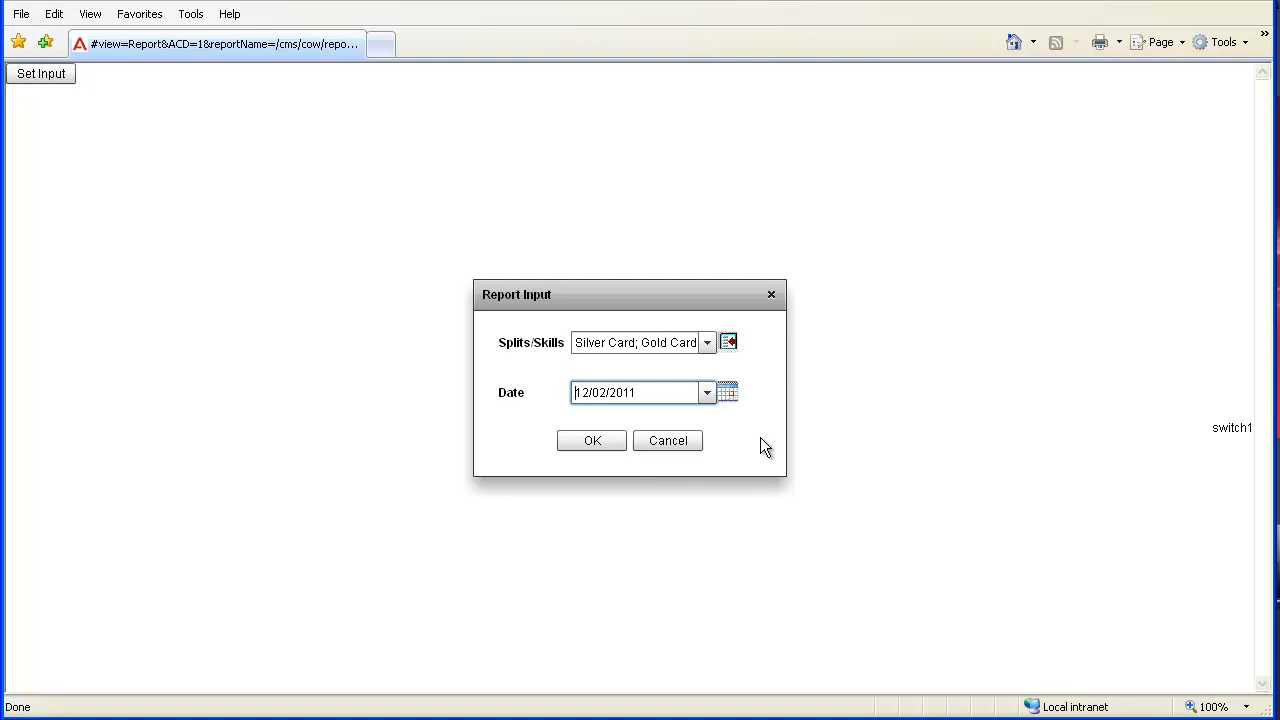 File Edit View Favorites Tools Help
#view=Report&ACD=1&reportName=/cms/cow/repo...
Page Tools
Set Input
Report Input
Splits/Skills Silver Card; Gold Card
Date 12/02/2011
OK Cancel
switch1
Done Local intranet 100%